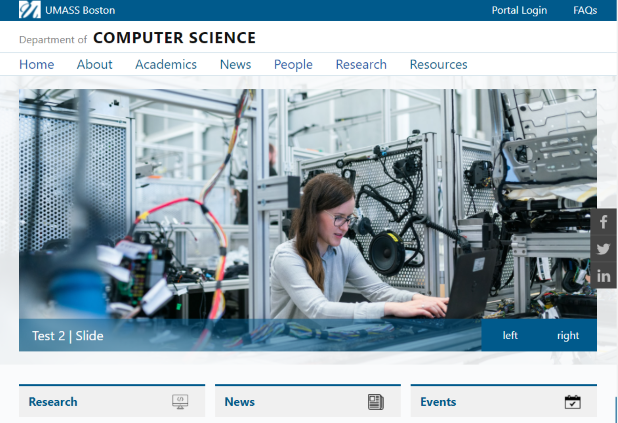 UMASS Boston
Portal Login FAQs
Department of COMPUTER SCIENCE
Home About Academics News People Research Resources
Test 2 | Slide
left right
Research
News
Events